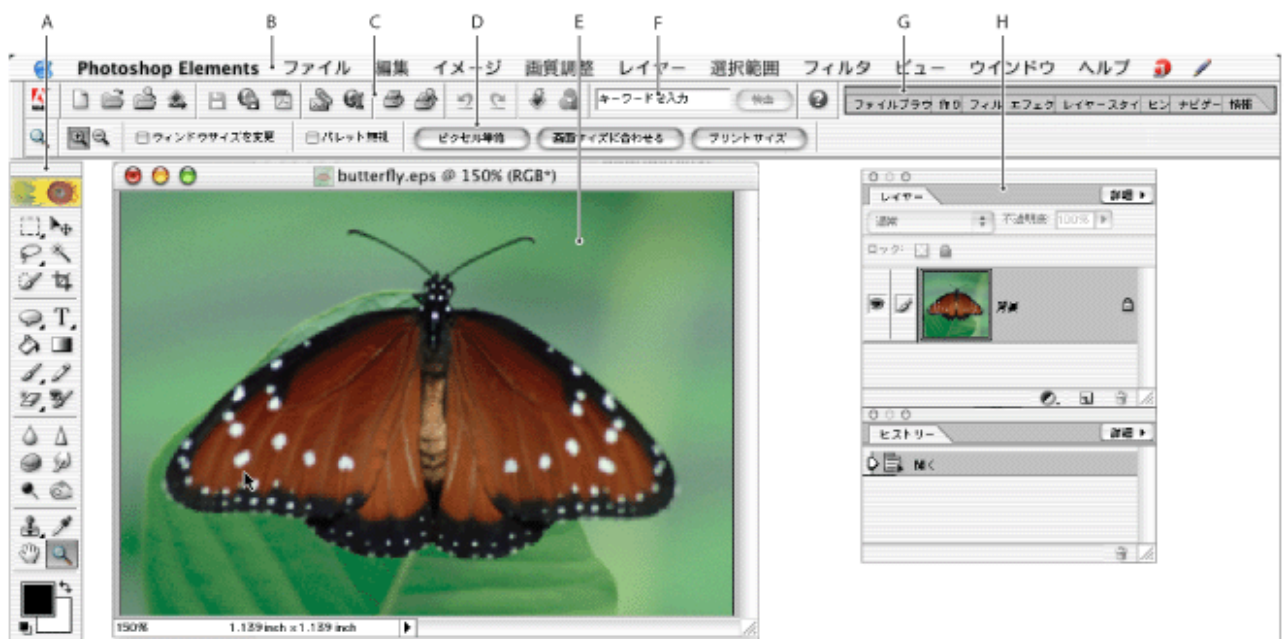 A B C D E F G H
Photoshop Elements ファイル 編集 イメージ 画質調整 レイヤー 選択範囲 フィルタ ビュー ウインドウ ヘルプ
キーワードを入力 検索 ファイルブラウ フィル エフェク レイヤースタイ ヒン ナビゲー 情報
ウィンドウサイズを変更 パレット無視 ピクセル等倍 画面サイズに合わせる プリントサイズ
butterfly.eps @ 150% (RGB*)
レイヤー 詳細
通常 不透明度: 100%
ロック:
背景
T
ヒストリー 詳細
開く
150% 1.139 inch x 1.139 inch